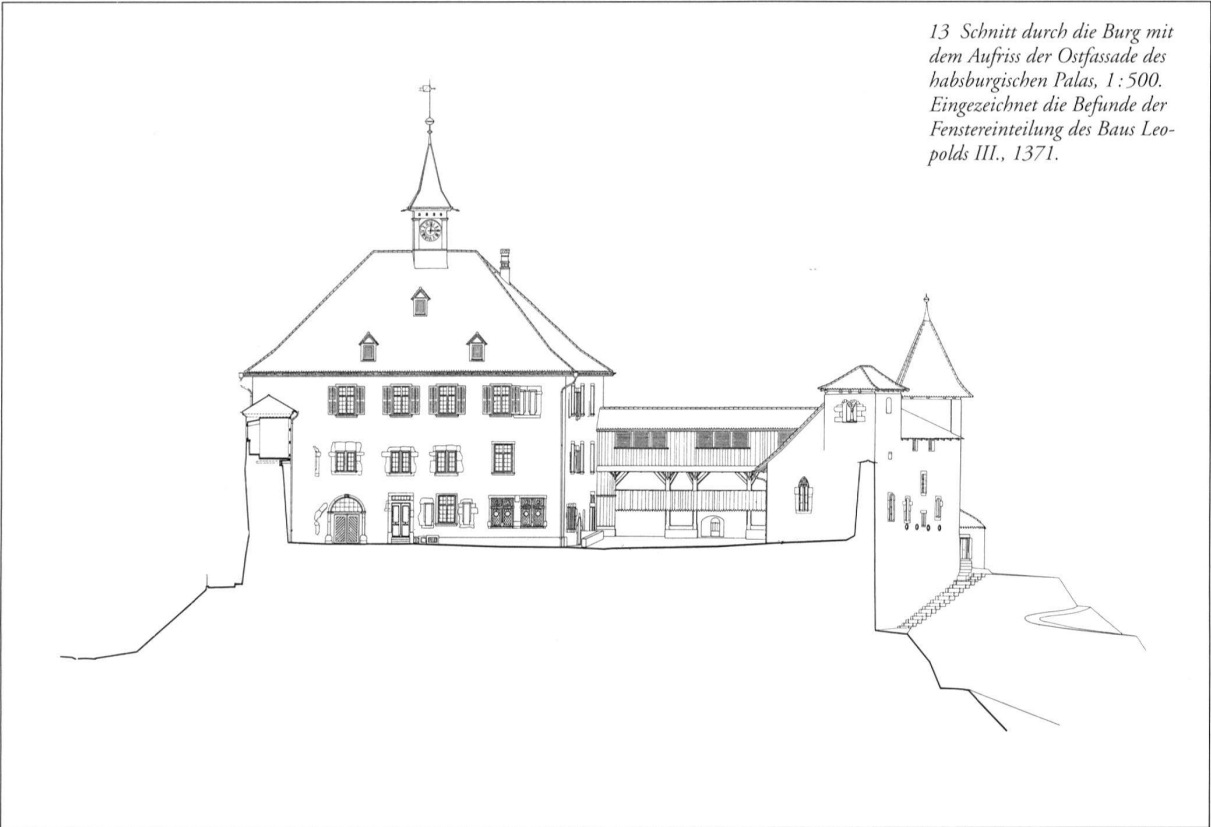 13 Schnitt durch die Burg mit
dem Aufriss der Ostfassade des
habsburgischen Palas, 1:500.
Eingezeichnet die Befunde der
Fenstereinteilung des Baus Leo-
polds III., 1371.